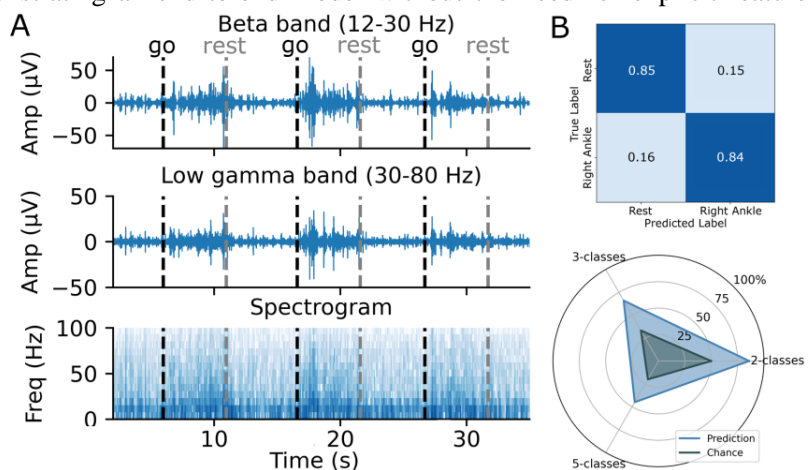 A
Beta band (12-30 Hz)
go rest go rest go rest
Amp (μV)
50
0
−50
Low gamma band (30-80 Hz)
Amp (μV)
50
0
−50
Spectrogram
Freq (Hz)
100
50
0
10 20 30
Time (s)
B
True Label
Rest
Right Ankle
0.85 0.15
0.16 0.84
Rest Right Ankle
Predicted Label
3-classes
100%
75
50
25
2-classes
5-classes
Prediction
Chance